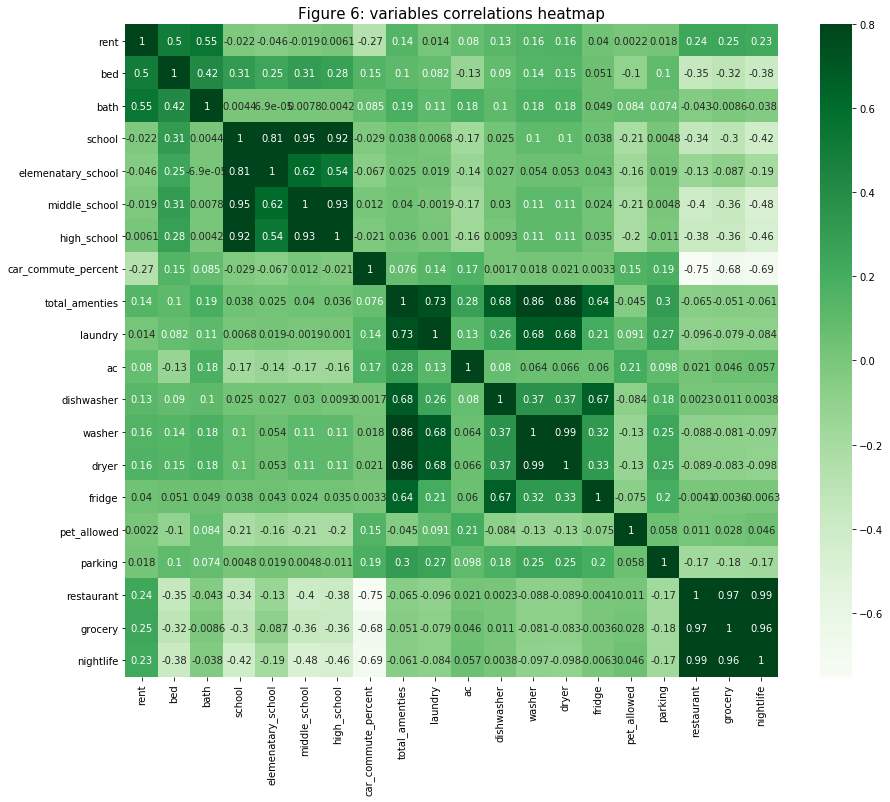 Figure 6: variables correlations heatmap
rent 1 0.5 0.55 -0.022 -0.046 -0.019 0.0061 -0.27 0.14 0.014 0.08 0.13 0.16 0.16 0.04 0.0022 0.018 0.24 0.25 0.23
bed 0.5 1 0.42 0.31 0.25 0.31 0.28 0.15 0.1 0.082 -0.13 0.09 0.14 0.15 0.051 -0.1 0.1 -0.35 -0.32 -0.38
bath 0.55 0.42 1 0.0044 -6.9e-05 0.0078 0.0042 0.085 0.19 0.11 0.18 0.1 0.18 0.18 0.049 0.084 0.074 -0.043 -0.0086 -0.038
school -0.022 0.31 0.0044 1 0.81 0.95 0.92 -0.029 0.038 0.0068 -0.17 0.025 0.1 0.1 0.038 -0.21 0.0048 -0.34 -0.3 -0.42
elemenatary_school -0.046 0.25 -6.9e-05 0.81 1 0.62 0.54 -0.067 0.025 0.019 -0.14 0.027 0.054 0.053 0.043 -0.16 0.019 -0.13 -0.087 -0.19
middle_school -0.019 0.31 0.0078 0.95 0.62 1 0.93 0.012 0.04 -0.0019 -0.17 0.03 0.11 0.11 0.024 -0.21 0.0048 -0.4 -0.36 -0.48
high_school 0.0061 0.28 0.0042 0.92 0.54 0.93 1 -0.021 0.036 0.001 -0.16 0.0093 0.11 0.11 0.035 -0.2 -0.011 -0.38 -0.36 -0.46
car_commute_percent -0.27 0.15 0.085 -0.029 -0.067 0.012 -0.021 1 0.076 0.14 0.17 0.0017 0.018 0.021 0.0033 0.15 0.19 -0.75 -0.68 -0.69
total_amenties 0.14 0.1 0.19 0.038 0.025 0.04 0.036 0.076 1 0.73 0.28 0.68 0.86 0.86 0.64 -0.045 0.3 -0.065 -0.051 -0.061
laundry 0.014 0.082 0.11 0.0068 0.019 -0.0019 0.001 0.14 0.73 1 0.13 0.26 0.68 0.68 0.21 0.091 0.27 -0.096 -0.079 -0.084
ac 0.08 -0.13 0.18 -0.17 -0.14 -0.17 -0.16 0.17 0.28 0.13 1 0.08 0.064 0.066 0.06 0.21 0.098 0.021 0.046 0.057
dishwasher 0.13 0.09 0.1 0.025 0.027 0.03 0.0093 0.0017 0.68 0.26 0.08 1 0.37 0.37 0.67 -0.084 0.18 0.0023 0.011 0.0038
washer 0.16 0.14 0.18 0.1 0.054 0.11 0.11 0.018 0.86 0.68 0.064 0.37 1 0.99 0.32 -0.13 0.25 -0.088 -0.081 -0.097
dryer 0.16 0.15 0.18 0.1 0.053 0.11 0.11 0.021 0.86 0.68 0.066 0.37 0.99 1 0.33 -0.13 0.25 -0.089 -0.083 -0.098
fridge 0.04 0.051 0.049 0.038 0.043 0.024 0.035 0.0033 0.64 0.21 0.06 0.67 0.32 0.33 1 -0.075 0.2 -0.0041 -0.0036 -0.0063
pet_allowed 0.0022 -0.1 0.084 -0.21 -0.16 -0.21 -0.2 0.15 -0.045 0.091 0.21 -0.084 -0.13 -0.13 -0.075 1 0.058 0.011 0.028 0.046
parking 0.018 0.1 0.074 0.0048 0.019 0.0048 -0.011 0.19 0.3 0.27 0.098 0.18 0.25 0.25 0.2 0.058 1 -0.17 -0.18 -0.17
restaurant 0.24 -0.35 -0.043 -0.34 -0.13 -0.4 -0.38 -0.75 -0.065 -0.096 0.021 0.0023 -0.088 -0.089 -0.0041 0.011 -0.17 1 0.97 0.99
grocery 0.25 -0.32 -0.0086 -0.3 -0.087 -0.36 -0.36 -0.68 -0.051 -0.079 0.046 0.011 -0.081 -0.083 -0.0036 0.028 -0.18 0.97 1 0.96
nightlife 0.23 -0.38 -0.038 -0.42 -0.19 -0.48 -0.46 -0.69 -0.061 -0.084 0.057 0.0038 -0.097 -0.098 -0.0063 0.046 -0.17 0.99 0.96 1
rent bed bath school elemenatary_school middle_school high_school car_commute_percent total_amenties laundry ac dishwasher washer dryer fridge pet_allowed parking restaurant grocery nightlife
0.8
0.6
0.4
0.2
0.0
−0.2
−0.4
−0.6